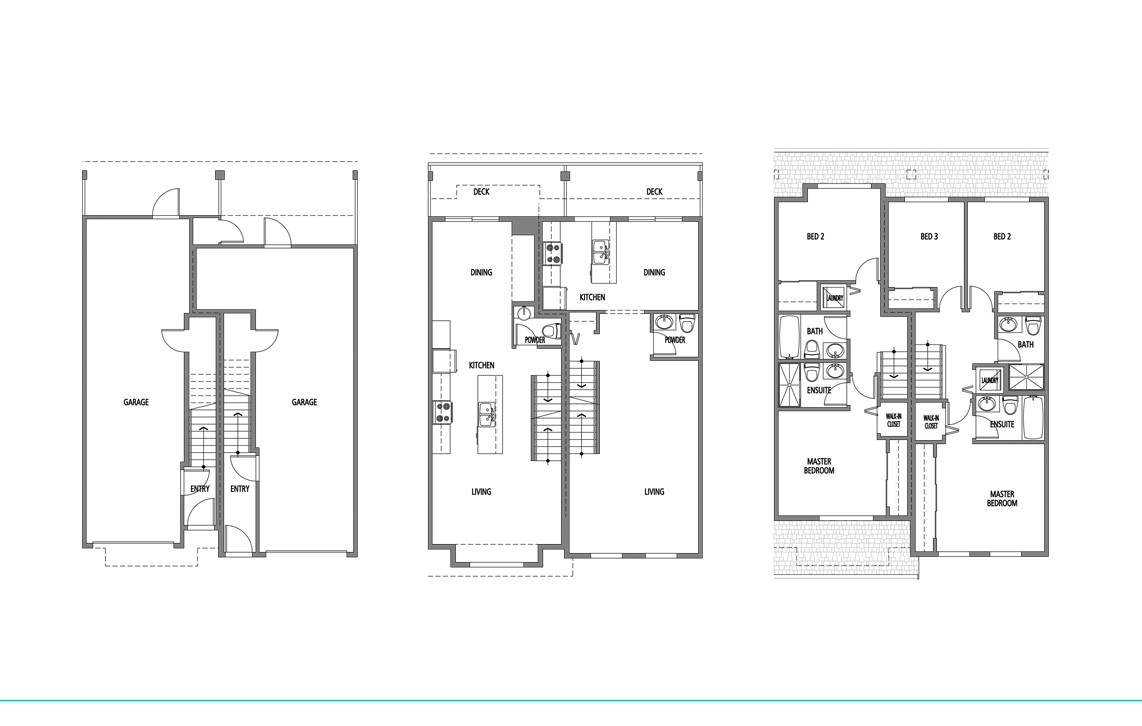 GARAGE
GARAGE
ENTRY
ENTRY
DECK
DECK
DINING
DINING
KITCHEN
POWDER
POWDER
KITCHEN
LIVING
LIVING
BED 2
BED 3
BED 2
LAUNDRY
BATH
BATH
ENSUITE
LAUNDRY
WALK-IN
CLOSET
WALK-IN
CLOSET
ENSUITE
MASTER
BEDROOM
MASTER
BEDROOM